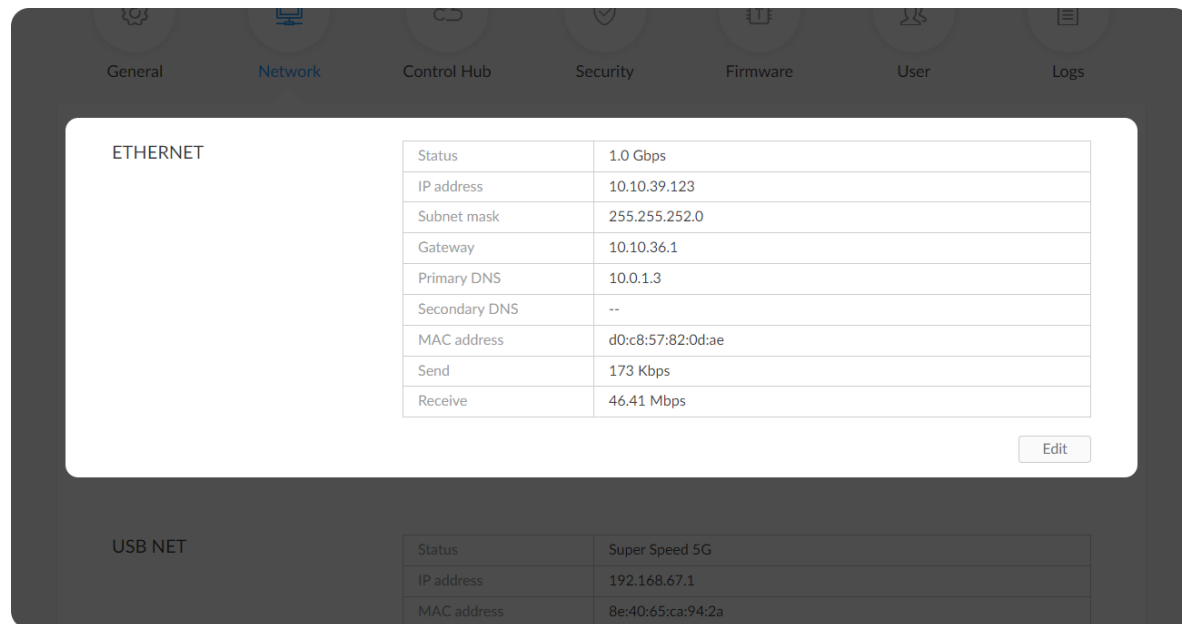 General Network Control Hub Security Firmware User Logs
ETHERNET
Status 1.0 Gbps
IP address 10.10.39.123
Subnet mask 255.255.252.0
Gateway 10.10.36.1
Primary DNS 10.0.1.3
Secondary DNS --
MAC address d0:c8:57:82:0d:ae
Send 173 Kbps
Receive 46.41 Mbps
Edit
USB NET
Status Super Speed 5G
IP address 192.168.67.1
MAC address 8e:40:65:ca:94:2a